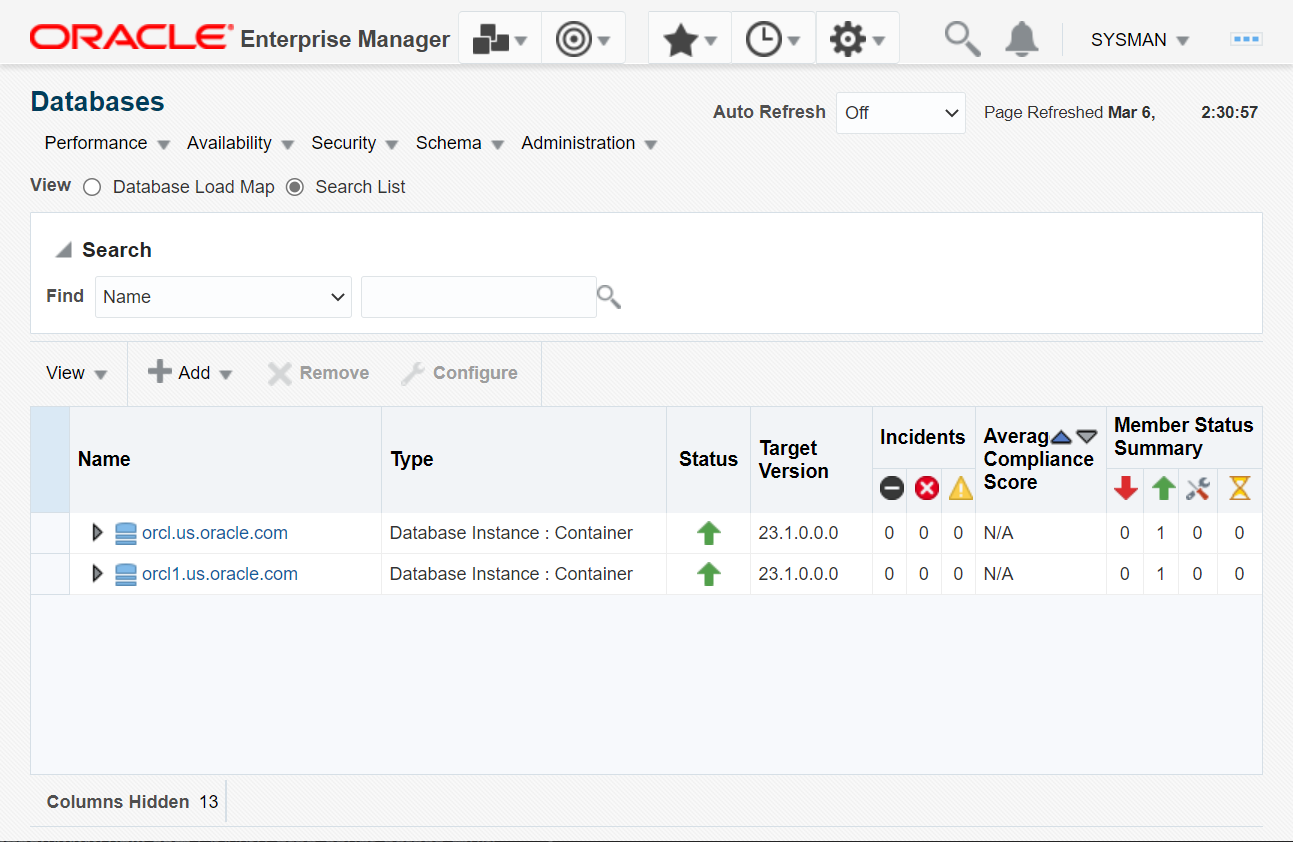 ORACLE® Enterprise Manager SYSMAN
Databases
Auto Refresh Off Page Refreshed Mar 6, 2:30:57
Performance Availability Security Schema Administration
View Database Load Map Search List
Search
Find Name
View Add Remove Configure
Name Type Status Target Version Incidents Averag Compliance Score Member Status Summary
orcl.us.oracle.com Database Instance : Container 23.1.0.0.0 0 0 0 N/A 0 1 0 0
orcl1.us.oracle.com Database Instance : Container 23.1.0.0.0 0 0 0 N/A 0 1 0 0
Columns Hidden 13